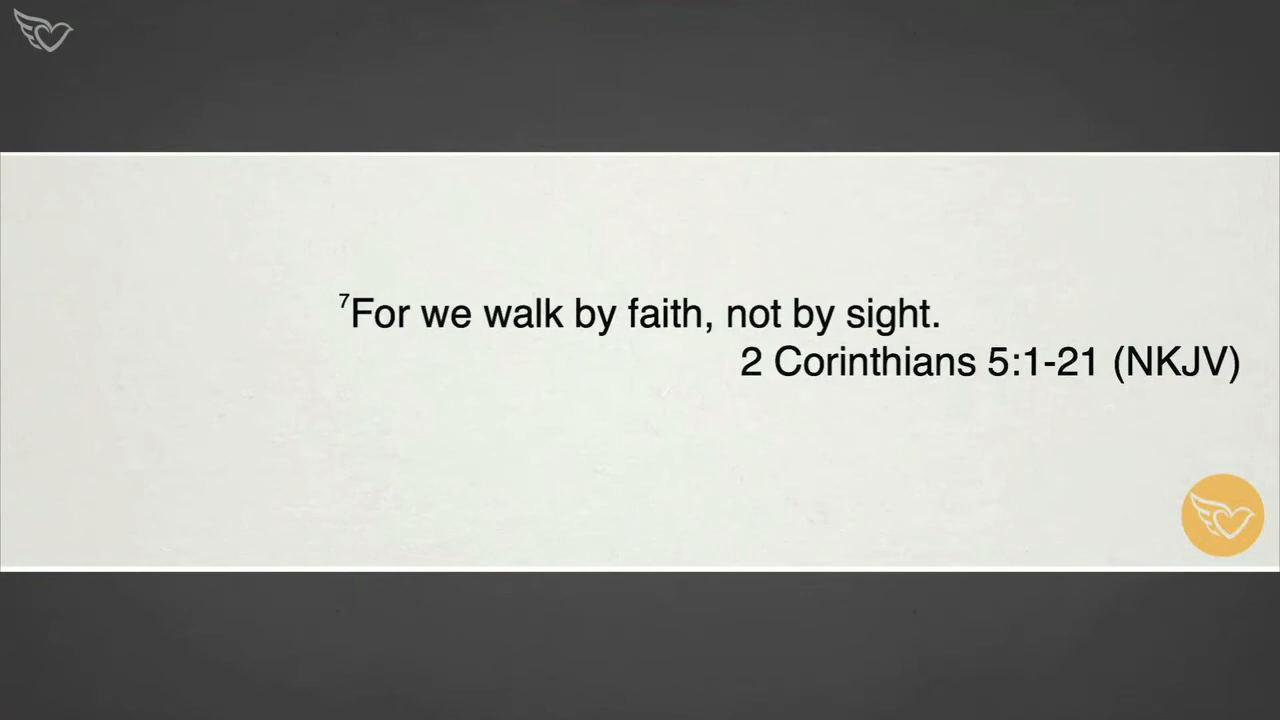 ⁷For we walk by faith, not by sight.
2 Corinthians 5:1-21 (NKJV)